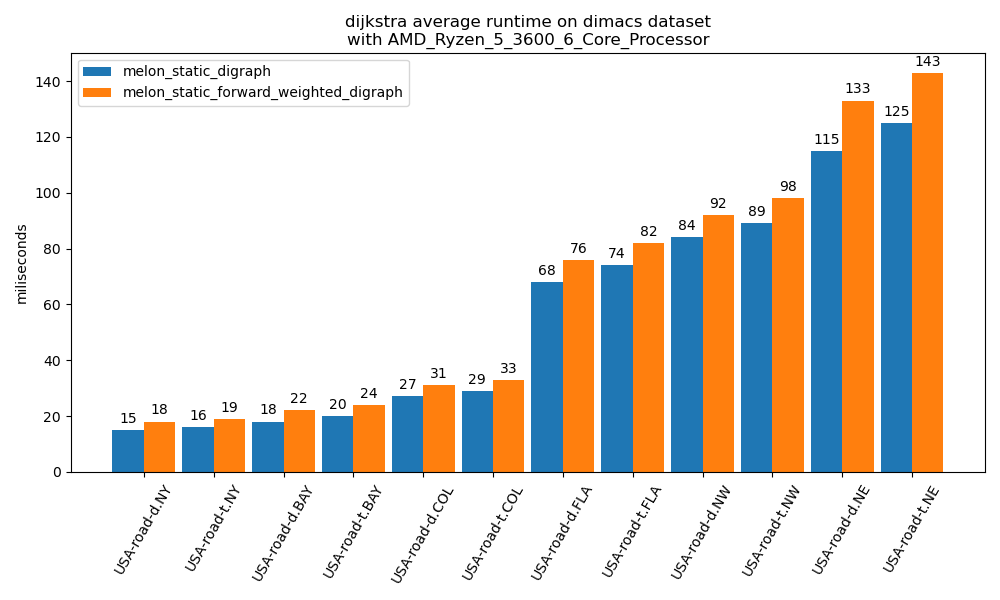 dijkstra average runtime on dimacs dataset
with AMD_Ryzen_5_3600_6_Core_Processor
melon_static_digraph
melon_static_forward_weighted_digraph
miliseconds
140
120
100
80
60
40
20
0
15
18
16
19
18
22
20
24
27
31
29
33
68
76
74
82
84
92
89
98
115
133
125
143
USA-road-d.NY
USA-road-t.NY
USA-road-d.BAY
USA-road-t.BAY
USA-road-d.COL
USA-road-t.COL
USA-road-d.FLA
USA-road-t.FLA
USA-road-d.NW
USA-road-t.NW
USA-road-d.NE
USA-road-t.NE